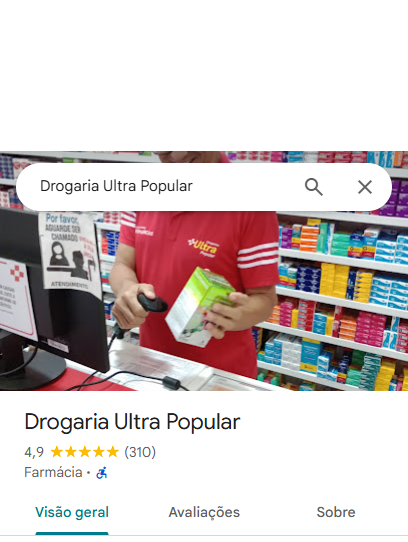 Drogaria Ultra Popular
Por favor,
AGUARDE SER
CHAMADO
ATENDIMENTO
Ultra
Popular
Drogaria Ultra Popular
4,9 (310)
Farmácia ·
Visão geral
Avaliações
Sobre